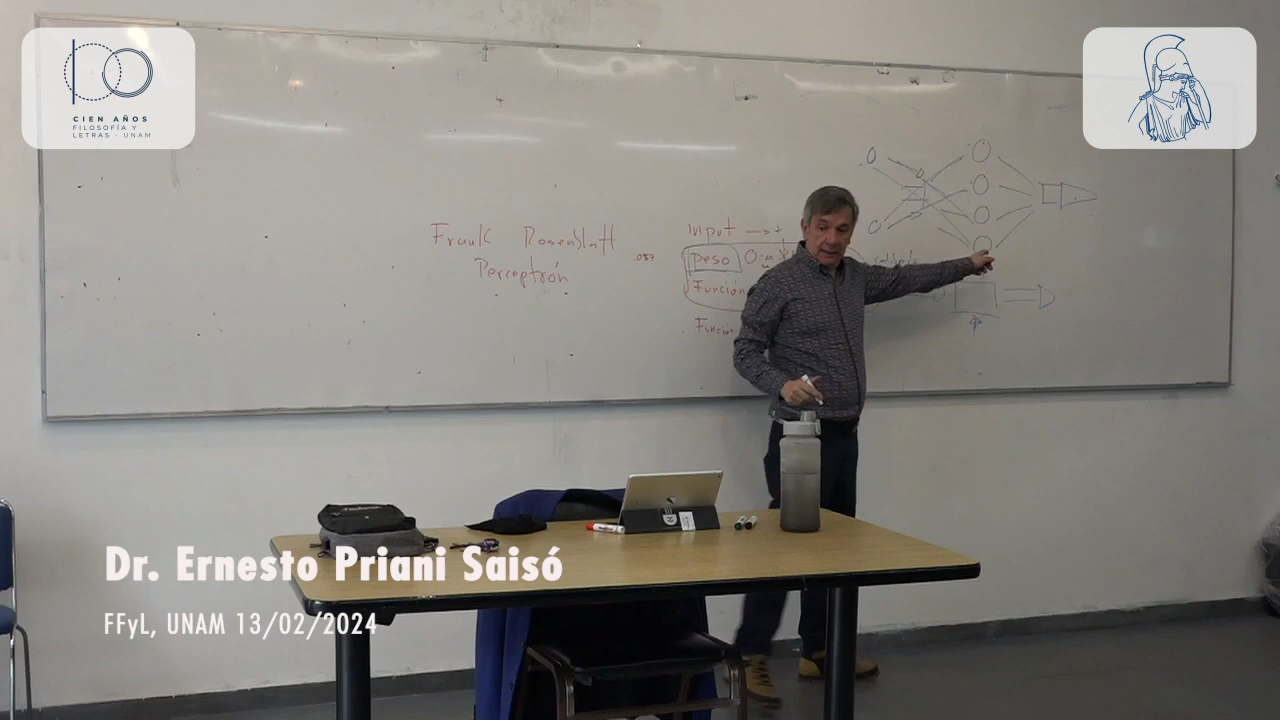 CIEN AÑOS
FILOSOFÍA Y
LETRAS · UNAM
Frank Rosenblatt
Perceptrón
input
peso
Función
Dr. Ernesto Priani Saisó
FFyL, UNAM 13/02/2024